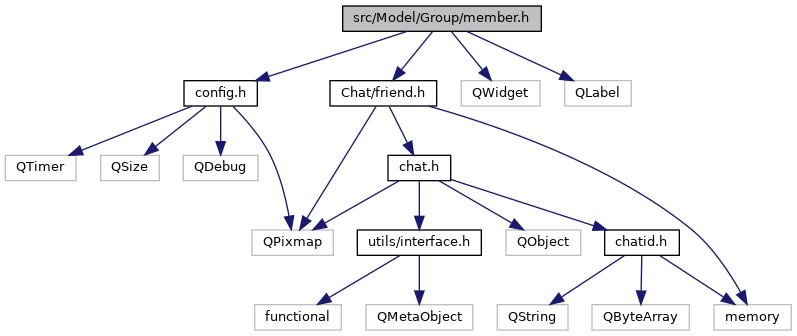 src/Model/Group/member.h
config.h
Chat/friend.h
QWidget
QLabel
QTimer
QSize
QDebug
chat.h
QPixmap
utils/interface.h
QObject
chatid.h
functional
QMetaObject
QString
QByteArray
memory